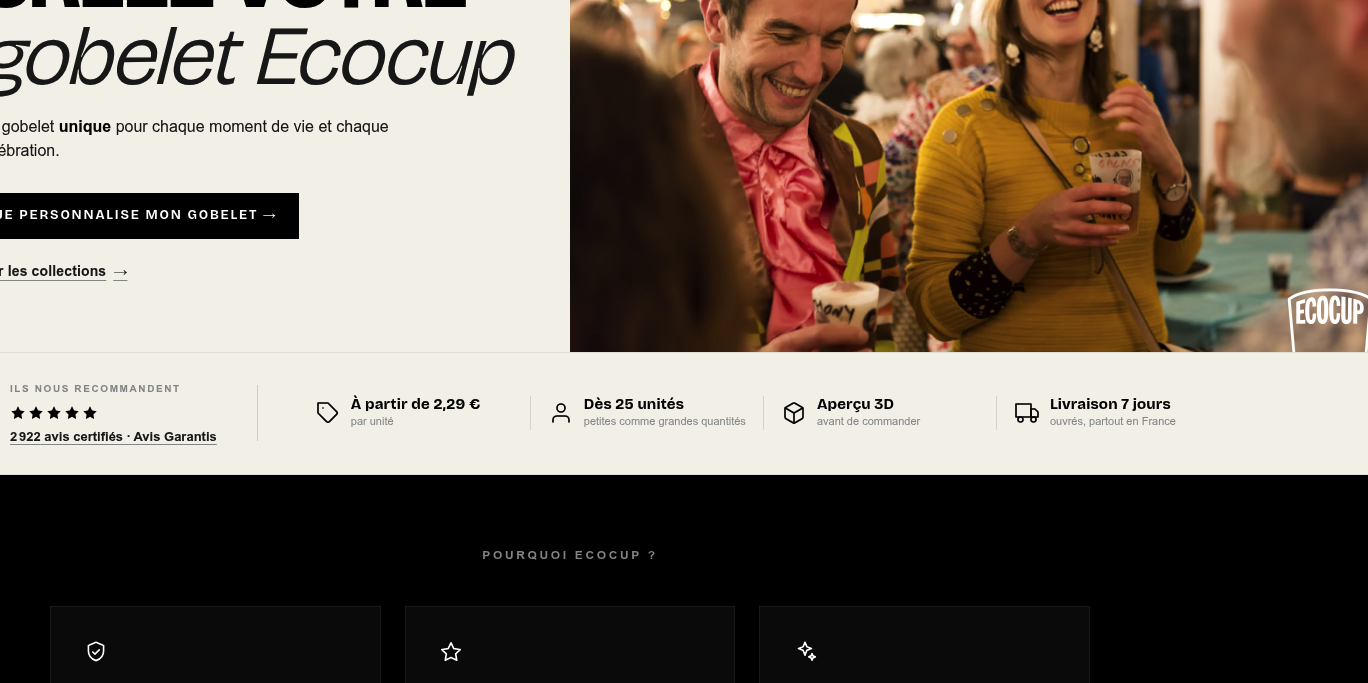 gobelet Ecocup
gobelet unique pour chaque moment de vie et chaque
ébration.
JE PERSONNALISE MON GOBELET →
r les collections →
ECOCUP
ILS NOUS RECOMMANDENT
★★★★★
2 922 avis certifiés · Avis Garantis
À partir de 2,29 €
par unité
Dès 25 unités
petites comme grandes quantités
Aperçu 3D
avant de commander
Livraison 7 jours
ouvrés, partout en France
POURQUOI ECOCUP ?